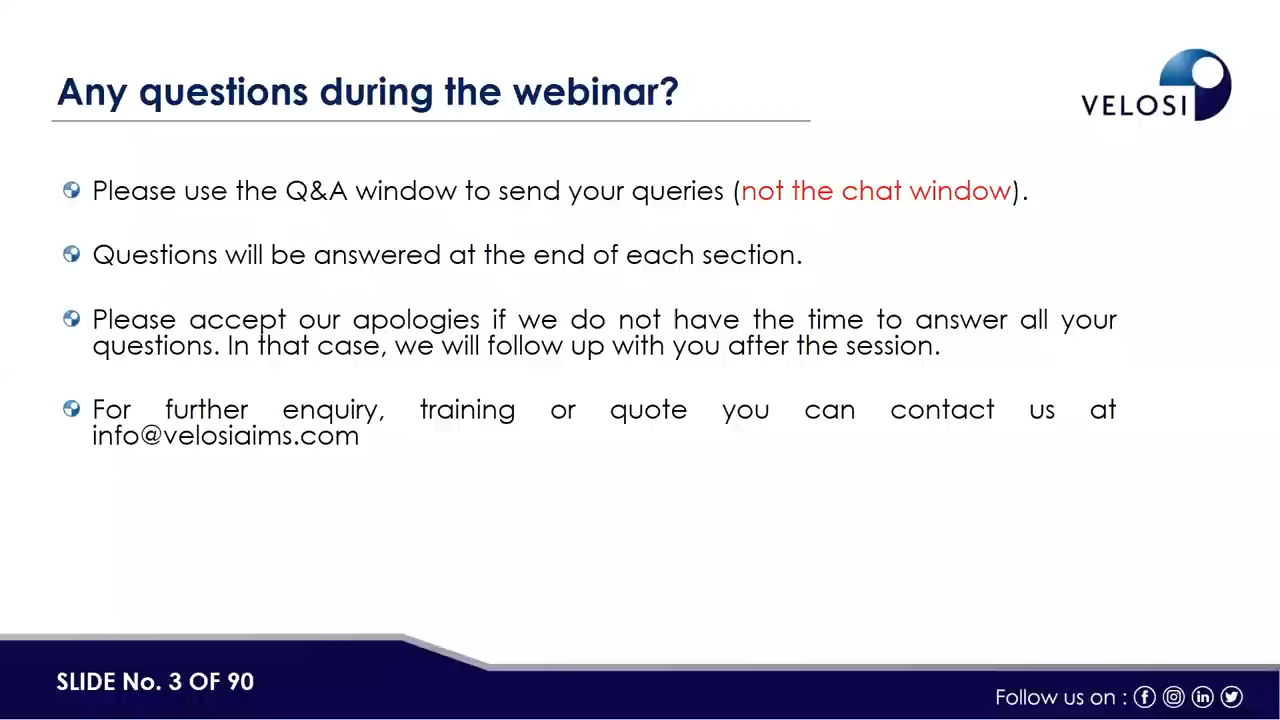 Any questions during the webinar?
VELOSI
Please use the Q&A window to send your queries (not the chat window).
Questions will be answered at the end of each section.
Please accept our apologies if we do not have the time to answer all your
questions. In that case, we will follow up with you after the session.
For further enquiry, training or quote you can contact us at
info@velosiaims.com
SLIDE No. 3 OF 90
Follow us on :